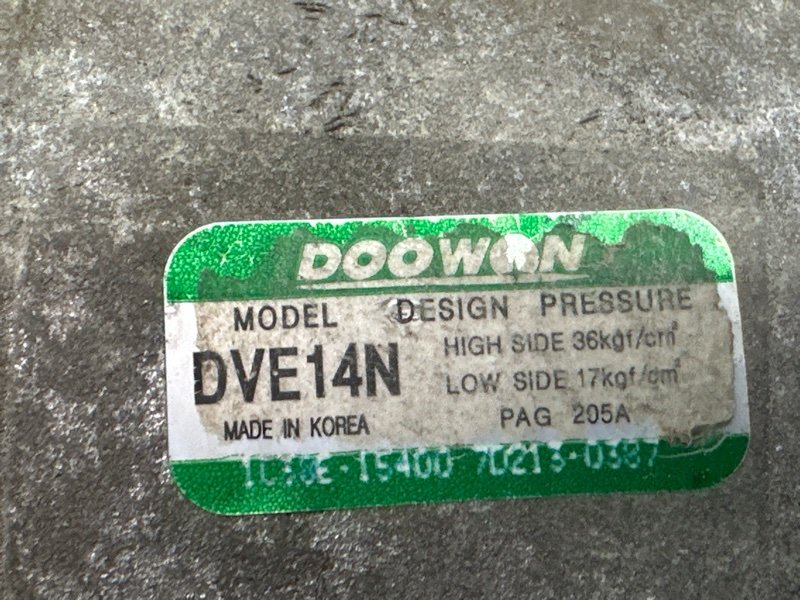 DOOWON
MODEL
DVE14N
MADE IN KOREA
DESIGN PRESSURE
HIGH SIDE 36kgf/cm²
LOW SIDE 17kgf/cm²
PAG 205A